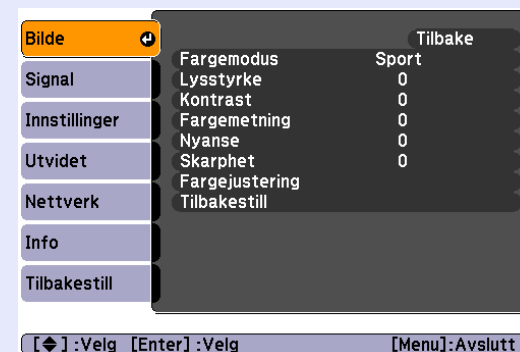 Bilde
Signal
Innstillinger
Utvidet
Nettverk
Info
Tilbakestill
Tilbake
Fargemodus Sport
Lysstyrke 0
Kontrast 0
Fargemetning 0
Nyanse 0
Skarphet 0
Fargejustering
Tilbakestill
[◆] :Velg [Enter] :Velg [Menu]:Avslutt